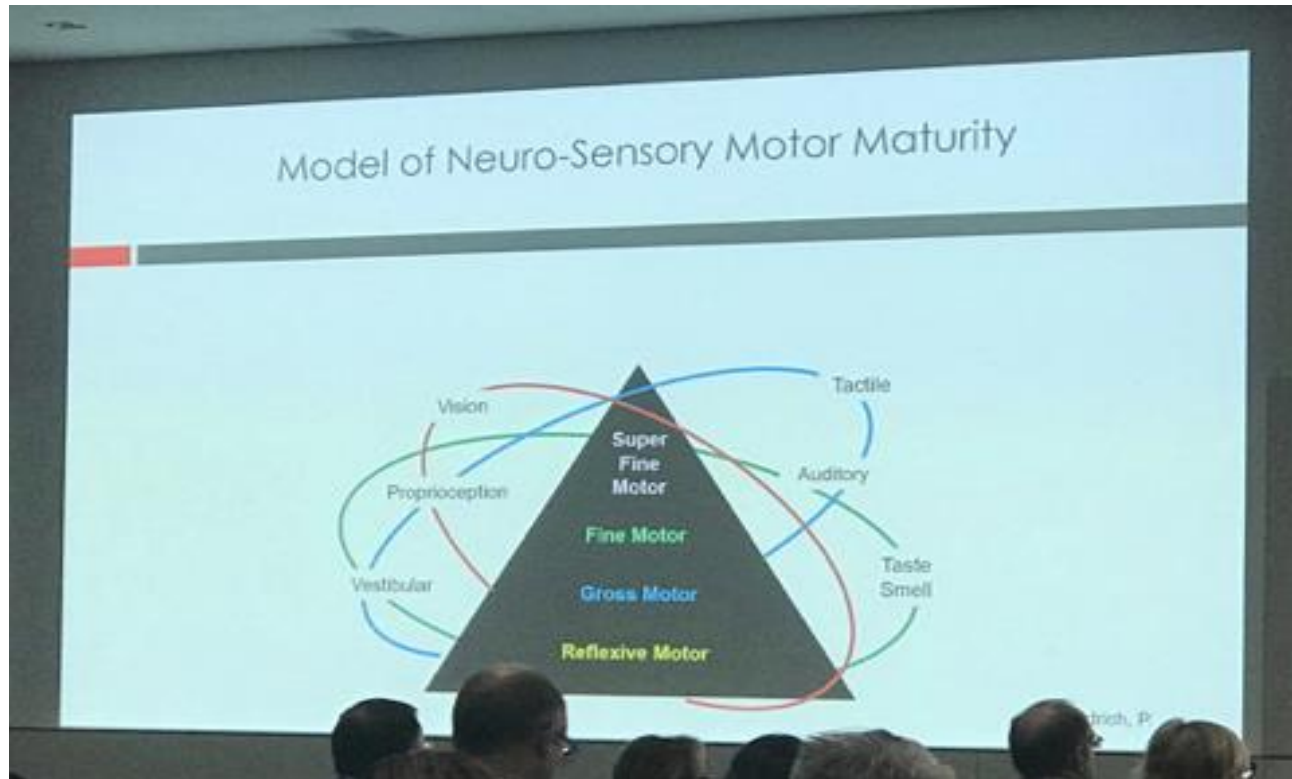 Model of Neuro-Sensory Motor Maturity
Vision
Tactile
Super
Fine
Motor
Proprioception
Auditory
Fine Motor
Vestibular
Gross Motor
Taste
Smell
Reflexive Motor